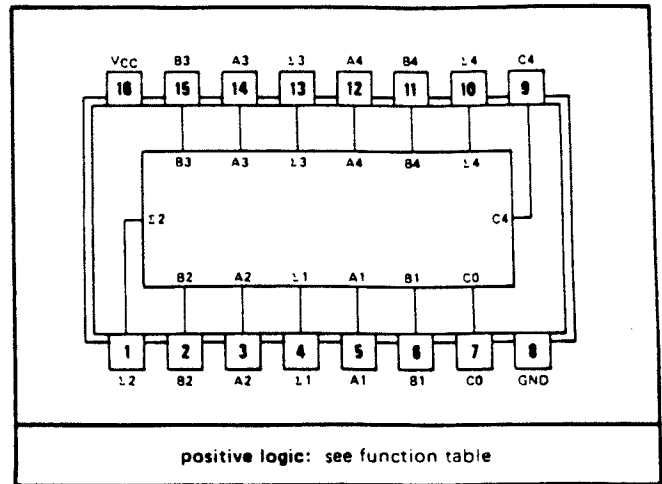 VCC B3 A3 Σ3 A4 B4 Σ4 C4
16 15 14 13 12 11 10 9
B3 A3 Σ3 A4 B4 Σ4
Σ2 C4
B2 A2 Σ1 A1 B1 C0
1 2 3 4 5 6 7 8
Σ2 B2 A2 Σ1 A1 B1 C0 GND
positive logic: see function table